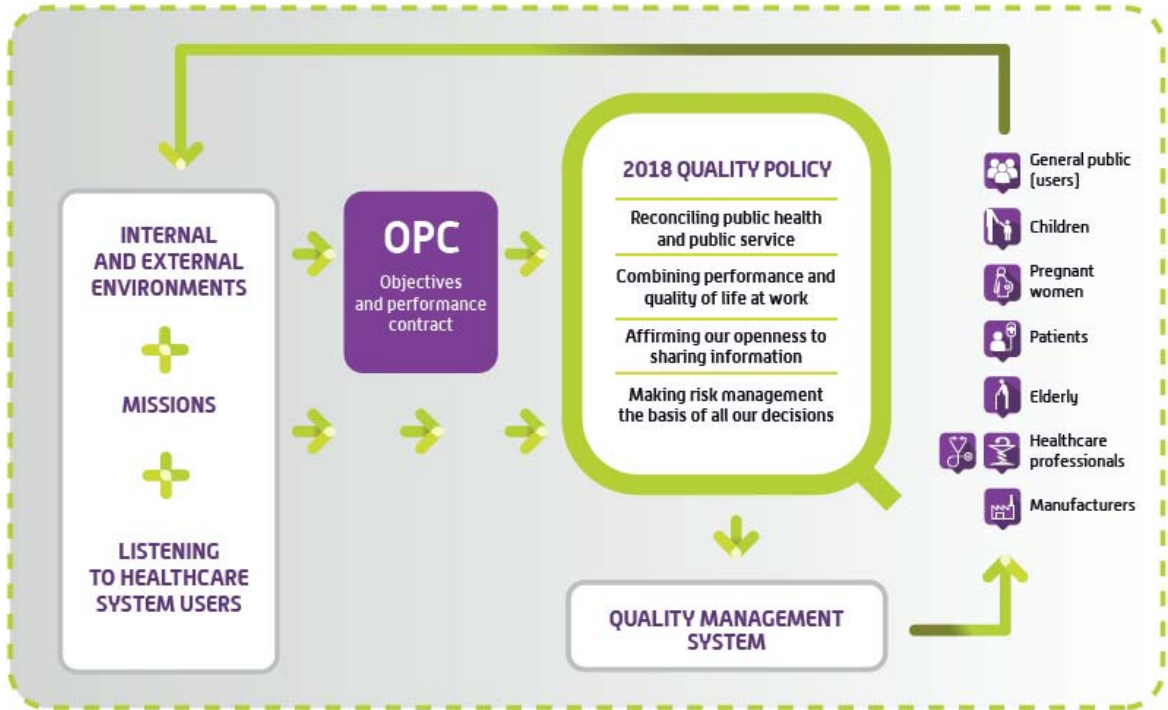 INTERNAL
AND EXTERNAL
ENVIRONMENTS
MISSIONS
LISTENING
TO HEALTHCARE
SYSTEM USERS
OPC
Objectives
and performance
contract
2018 QUALITY POLICY
Reconciling public health
and public service
Combining performance and
quality of life at work
Affirming our openness to
sharing information
Making risk management
the basis of all our decisions
QUALITY MANAGEMENT
SYSTEM
General public
(users)
Children
Pregnant
women
Patients
Elderly
Healthcare
professionals
Manufacturers